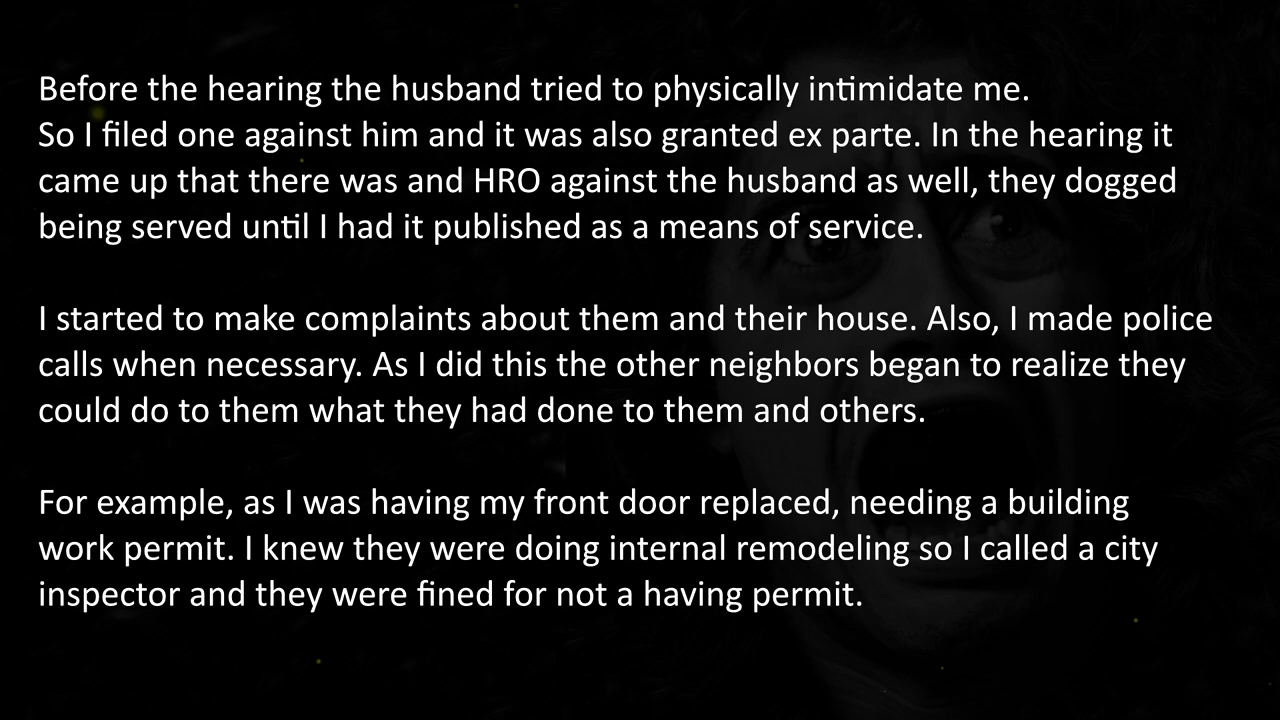 Before the hearing the husband tried to physically intimidate me.
So I filed one against him and it was also granted ex parte. In the hearing it
came up that there was and HRO against the husband as well, they dogged
being served until I had it published as a means of service.
I started to make complaints about them and their house. Also, I made police
calls when necessary. As I did this the other neighbors began to realize they
could do to them what they had done to them and others.
For example, as I was having my front door replaced, needing a building
work permit. I knew they were doing internal remodeling so I called a city
inspector and they were fined for not a having permit.